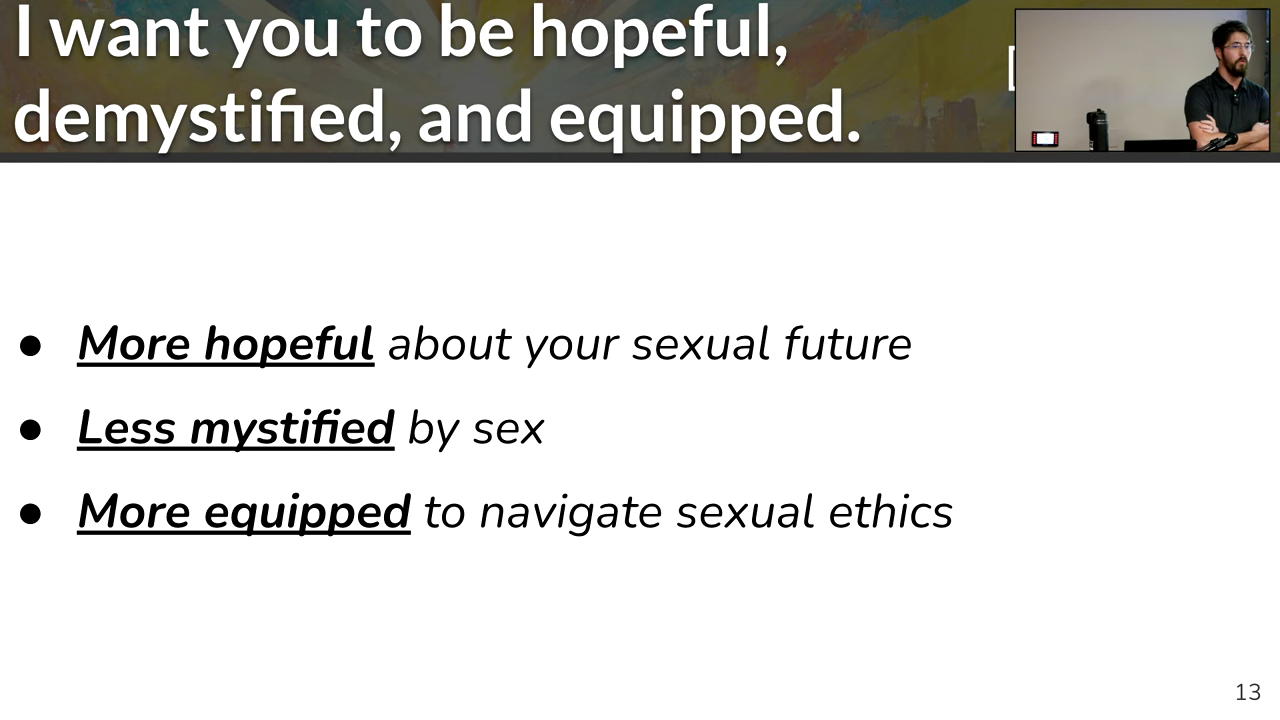 I want you to be hopeful,
demystified, and equipped.
● More hopeful about your sexual future
● Less mystified by sex
● More equipped to navigate sexual ethics
13